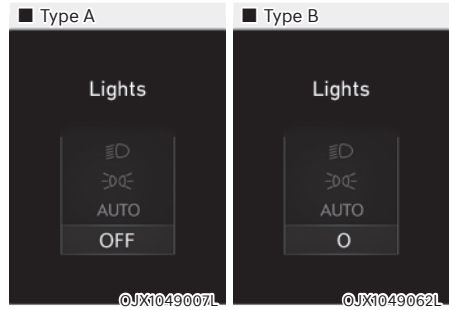 ■ Type A
Lights
AUTO
OFF
OJX1049007L
■ Type B
Lights
AUTO
O
OJX1049062L